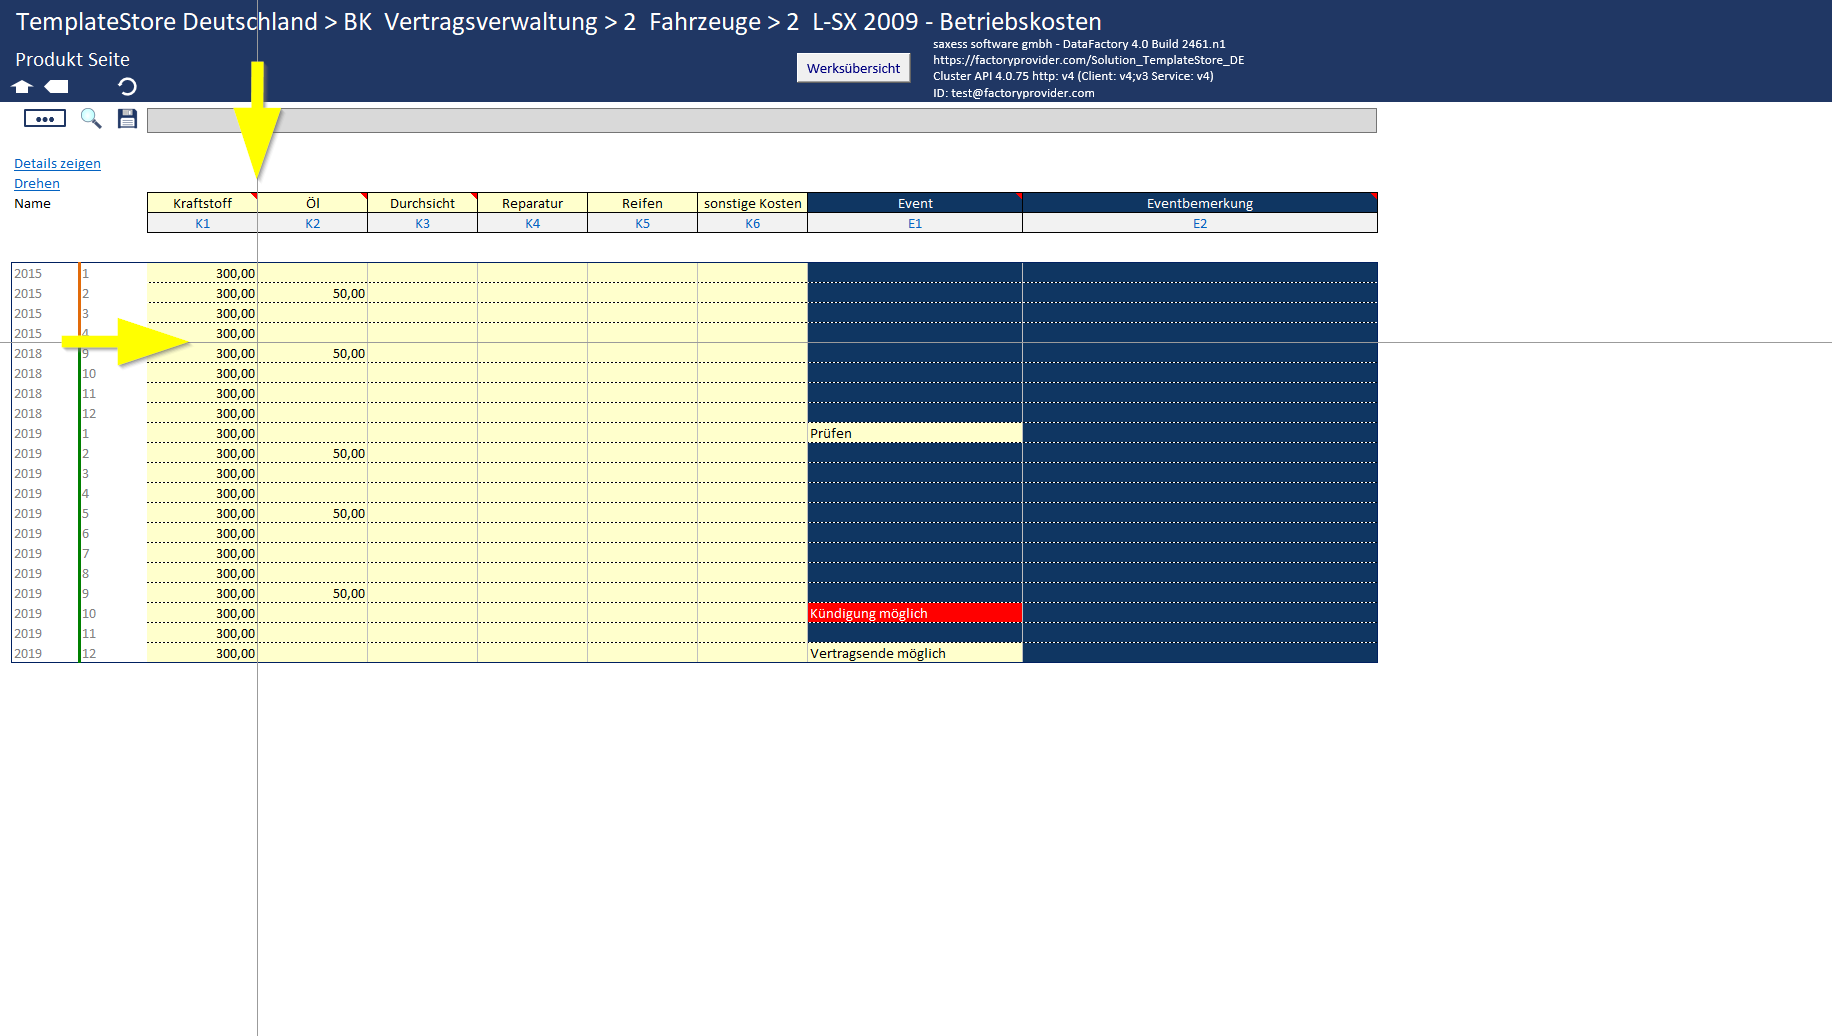 TemplateStore Deutschland > BK  Vertragsverwaltung > 2  Fahrzeuge > 2  L-SX 2009 - Betriebskosten
Produkt Seite
Werksübersicht
saxess software gmbh - DataFactory 4.0 Build 2461.n1
https://factoryprovider.com/Solution_TemplateStore_DE
Cluster API 4.0.75 http: v4 (Client: v4;v3 Service: v4)
ID: test@factoryprovider.com
Details zeigen
Drehen
Name Kraftstoff Öl Durchsicht Reparatur Reifen sonstige Kosten Event Eventbemerkung
K1 K2 K3 K4 K5 K6 E1 E2
2015 1 300,00
2015 2 300,00 50,00
2015 3 300,00
2015 4 300,00
2018 9 300,00 50,00
2018 10 300,00
2018 11 300,00
2018 12 300,00
2019 1 300,00 Prüfen
2019 2 300,00 50,00
2019 3 300,00
2019 4 300,00
2019 5 300,00 50,00
2019 6 300,00
2019 7 300,00
2019 8 300,00
2019 9 300,00 50,00
2019 10 300,00 Kündigung möglich
2019 11 300,00
2019 12 300,00 Vertragsende möglich